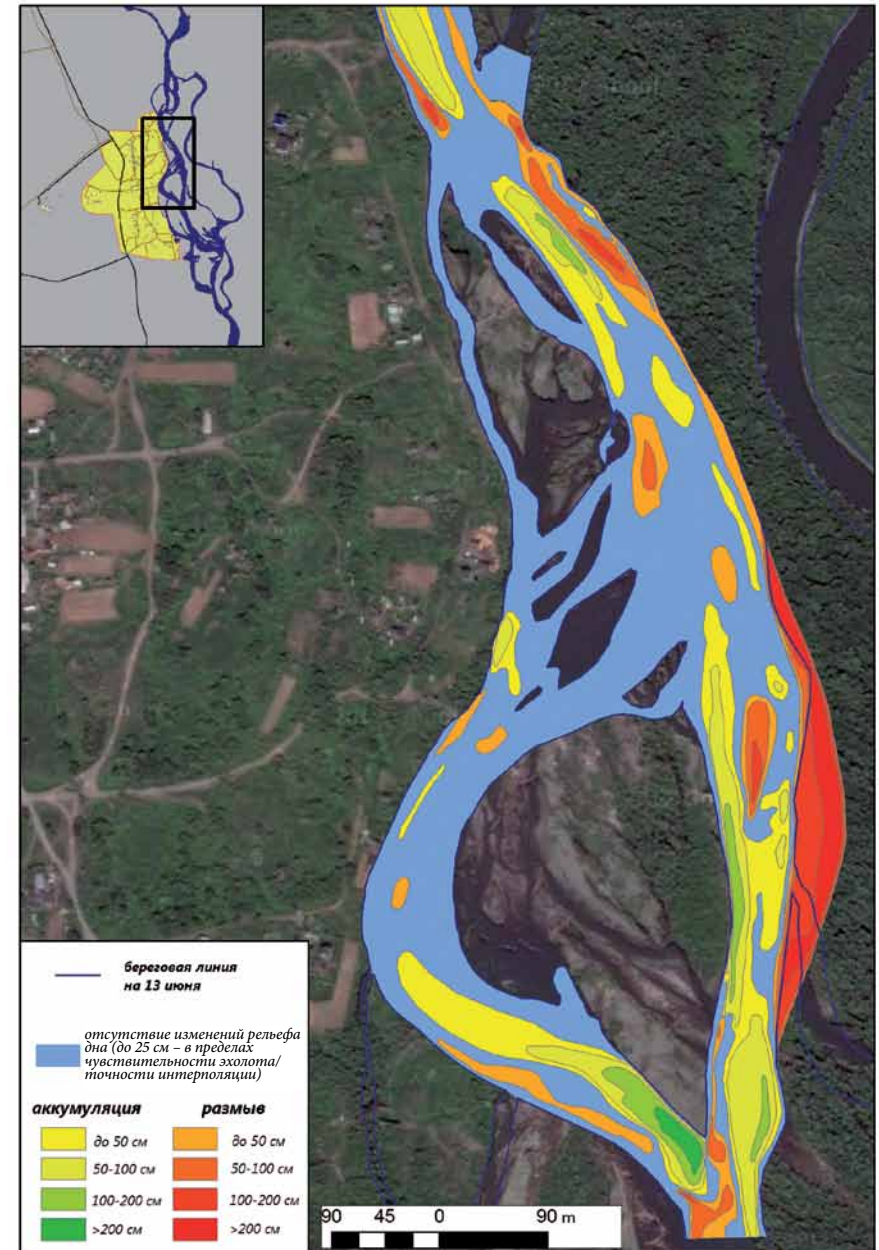 береговая линия
на 13 июня
отсутствие изменений рельефа
дна (до 25 см – в пределах
чувствительности эхолота/
точности интерполяции)
аккумуляция размыв
до 50 см до 50 см
50-100 см 50-100 см
100-200 см 100-200 см
>200 см >200 см
90 45 0 90 m